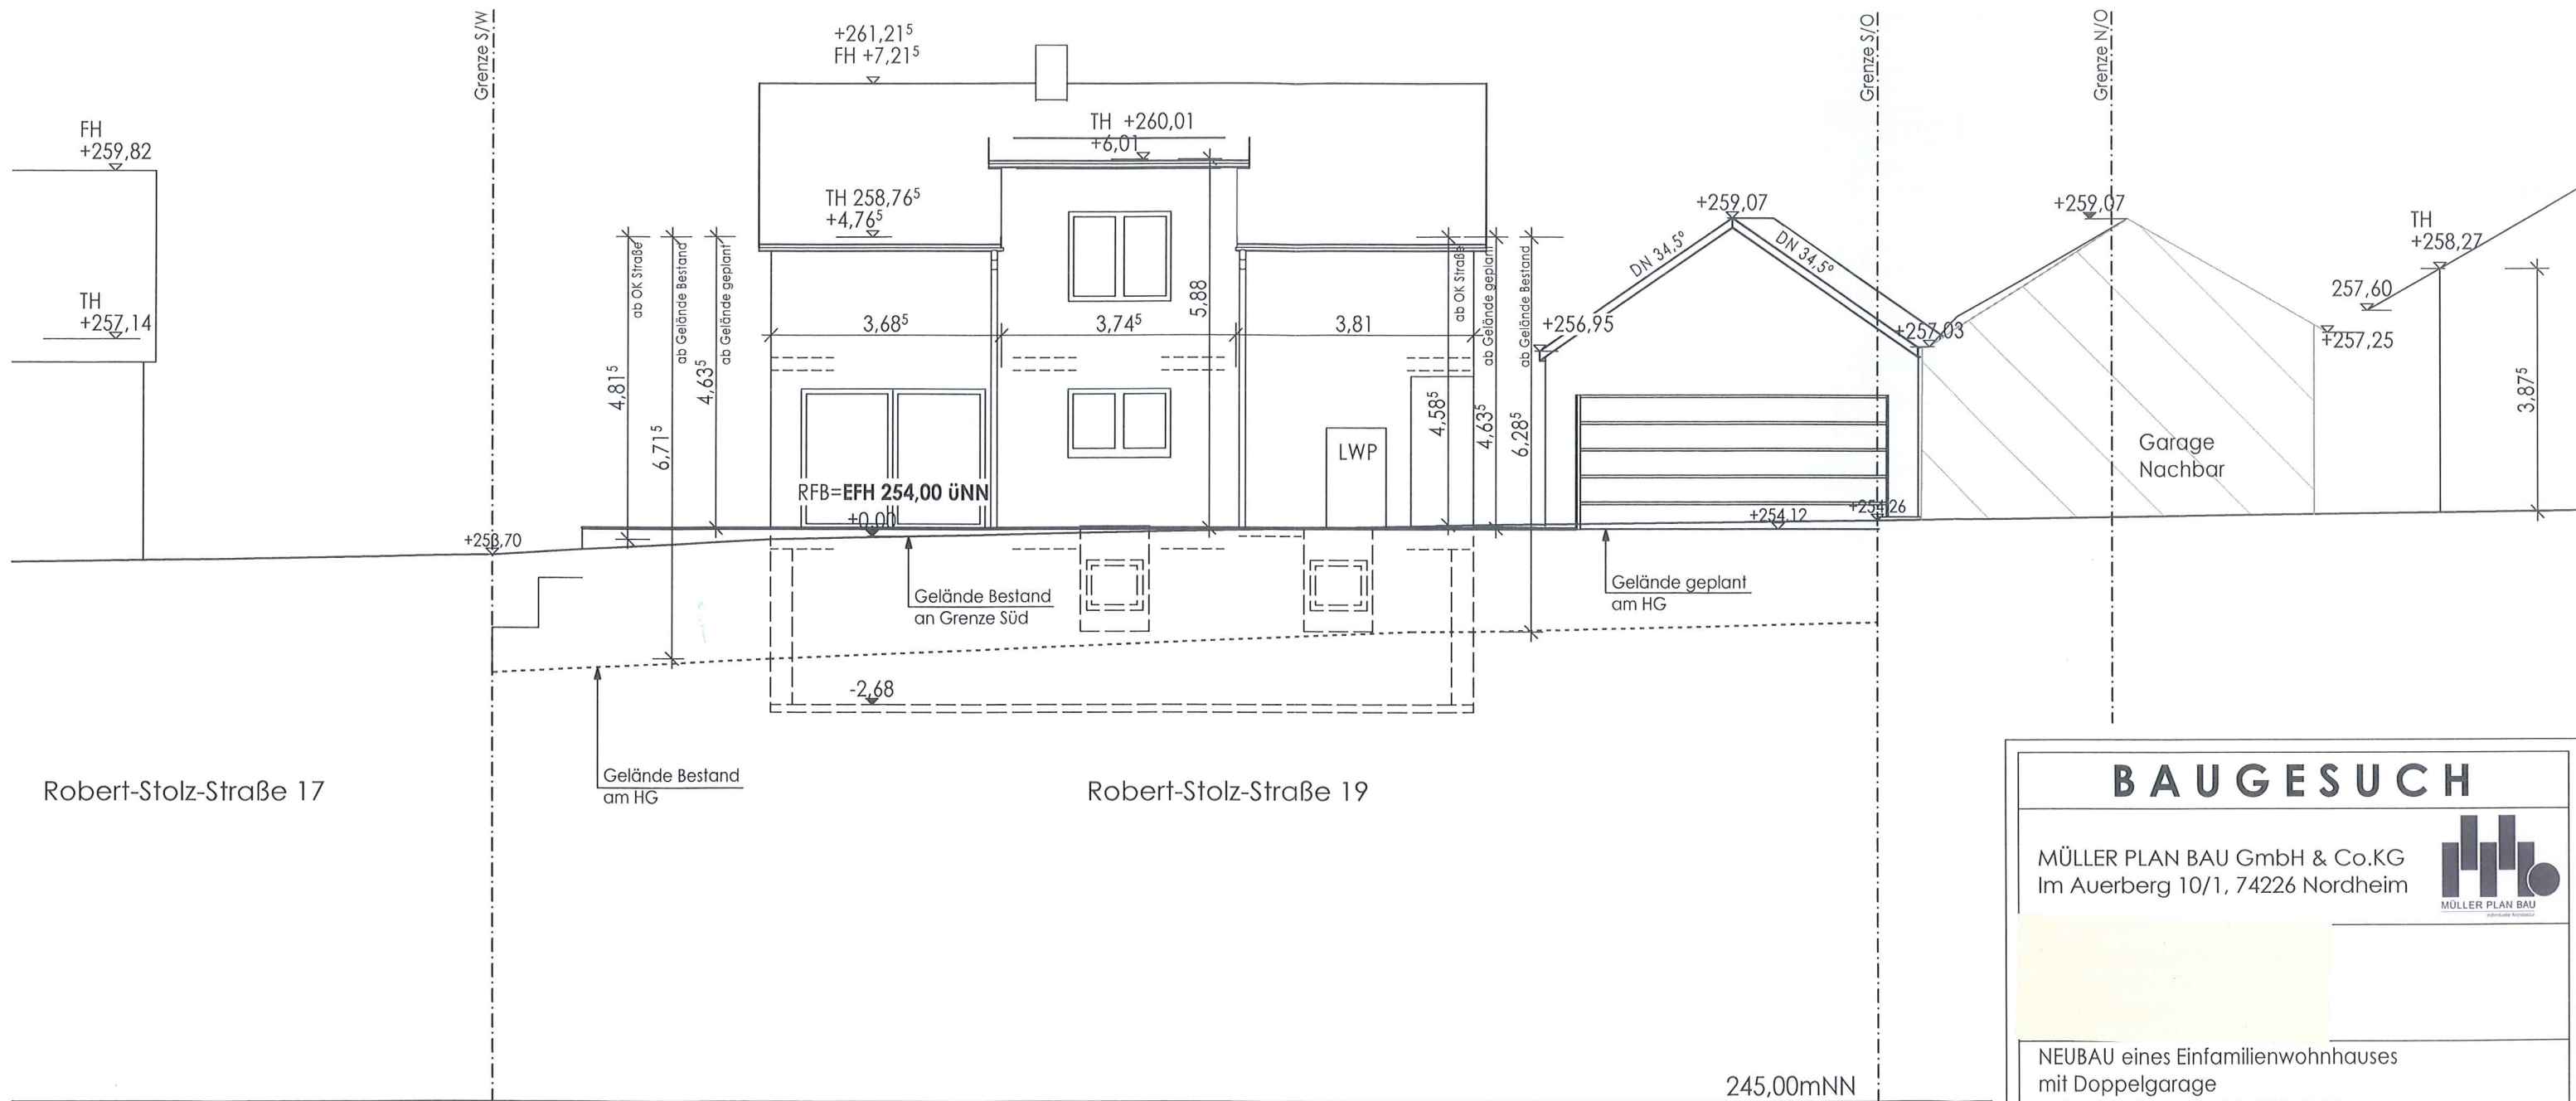 Grenze S/W
Grenze S/O
Grenze N/O
+261,21⁵
FH +7,21⁵
FH
+259,82
TH +260,01
+6,01
TH 258,76⁵
+4,76⁵
+259,07
+259,07
TH
+258,27
DN 34,5°
DN 34,5°
ab OK Straße
ab Gelände Bestand
ab Gelände geplant
ab OK Straße
ab Gelände geplant
ab Gelände Bestand
TH
+257,14
257,60
+257,25
+256,95
+257,03
3,68⁵
3,74⁵
3,81
5,88
4,81⁵
6,71⁵
4,63⁵
4,58⁵
4,63⁵
6,28⁵
3,87⁵
LWP
Garage
Nachbar
RFB=EFH 254,00 üNN
+0,00
+254,12
+254,26
+253,70
Gelände Bestand
an Grenze Süd
Gelände geplant
am HG
-2,68
Gelände Bestand
am HG
Robert-Stolz-Straße 17
Robert-Stolz-Straße 19
245,00mNN
BAUGESUCH
MÜLLER PLAN BAU GmbH & Co.KG
Im Auerberg 10/1, 74226 Nordheim
MÜLLER PLAN BAU
NEUBAU eines Einfamilienwohnhauses
mit Doppelgarage